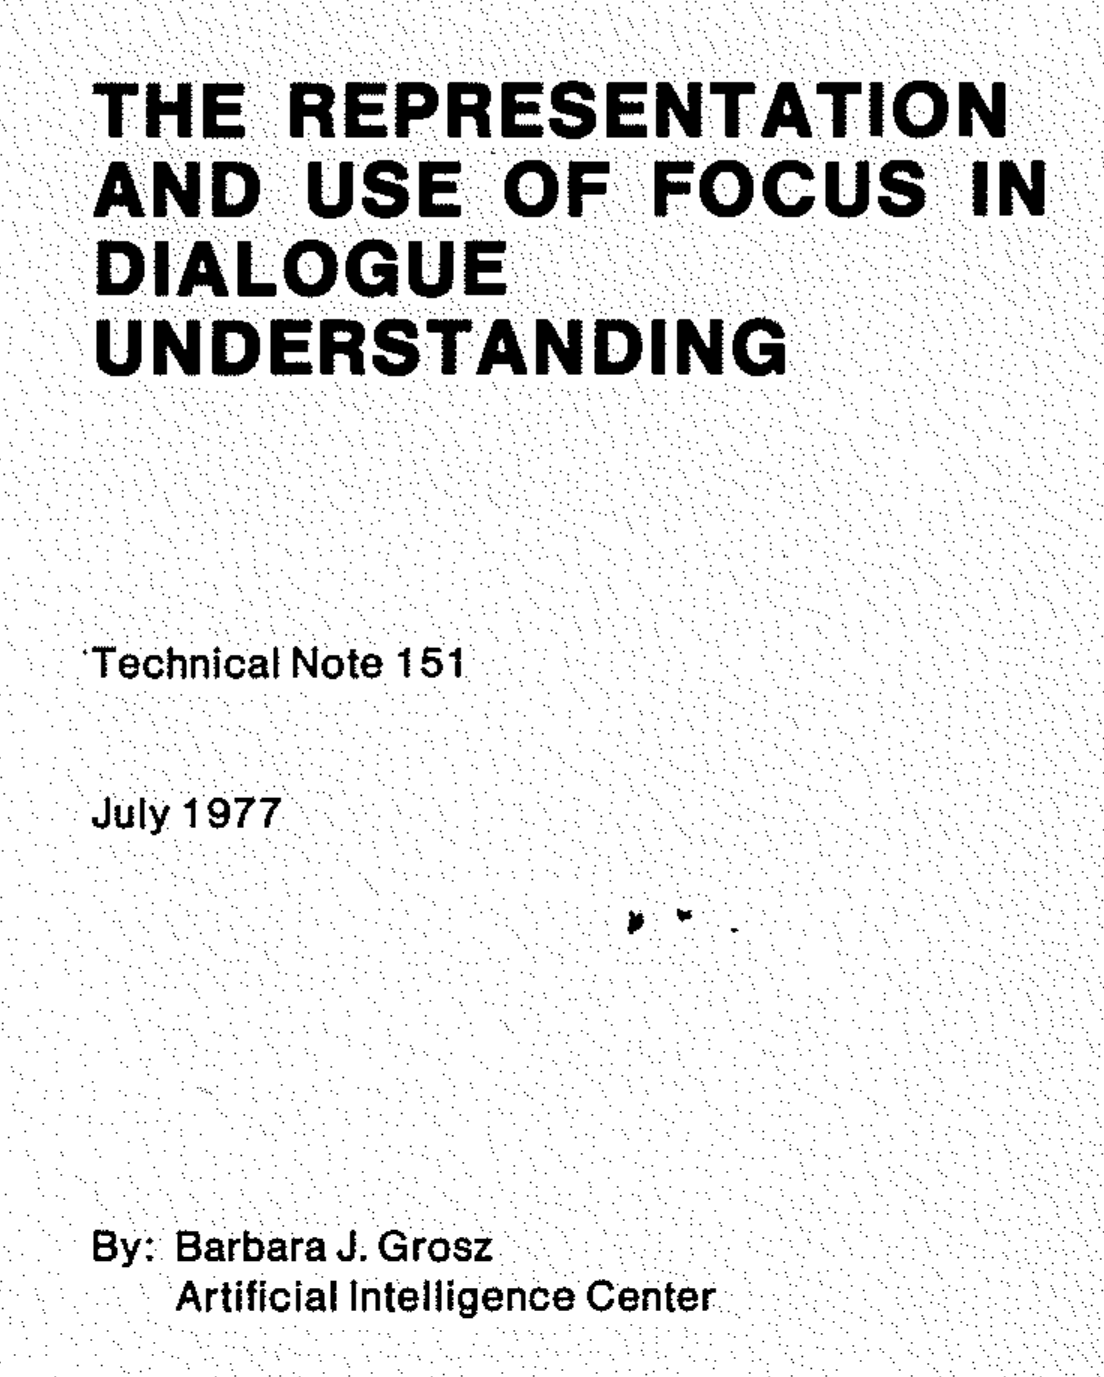 THE REPRESENTATION
AND USE OF FOCUS IN
DIALOGUE
UNDERSTANDING
Technical Note 151
July 1977
By: Barbara J. Grosz
Artificial Intelligence Center